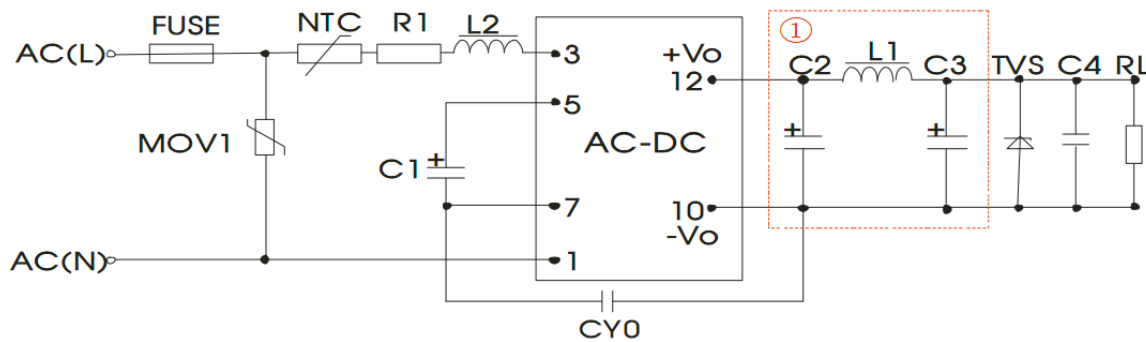 FUSE NTC R1 L2
AC(L)
3
5
7
1
MOV1
C1 +
AC-DC
+Vo
12
10
-Vo
①
C2 L1 C3 TVS C4 RL
+ +
AC(N)
CY0